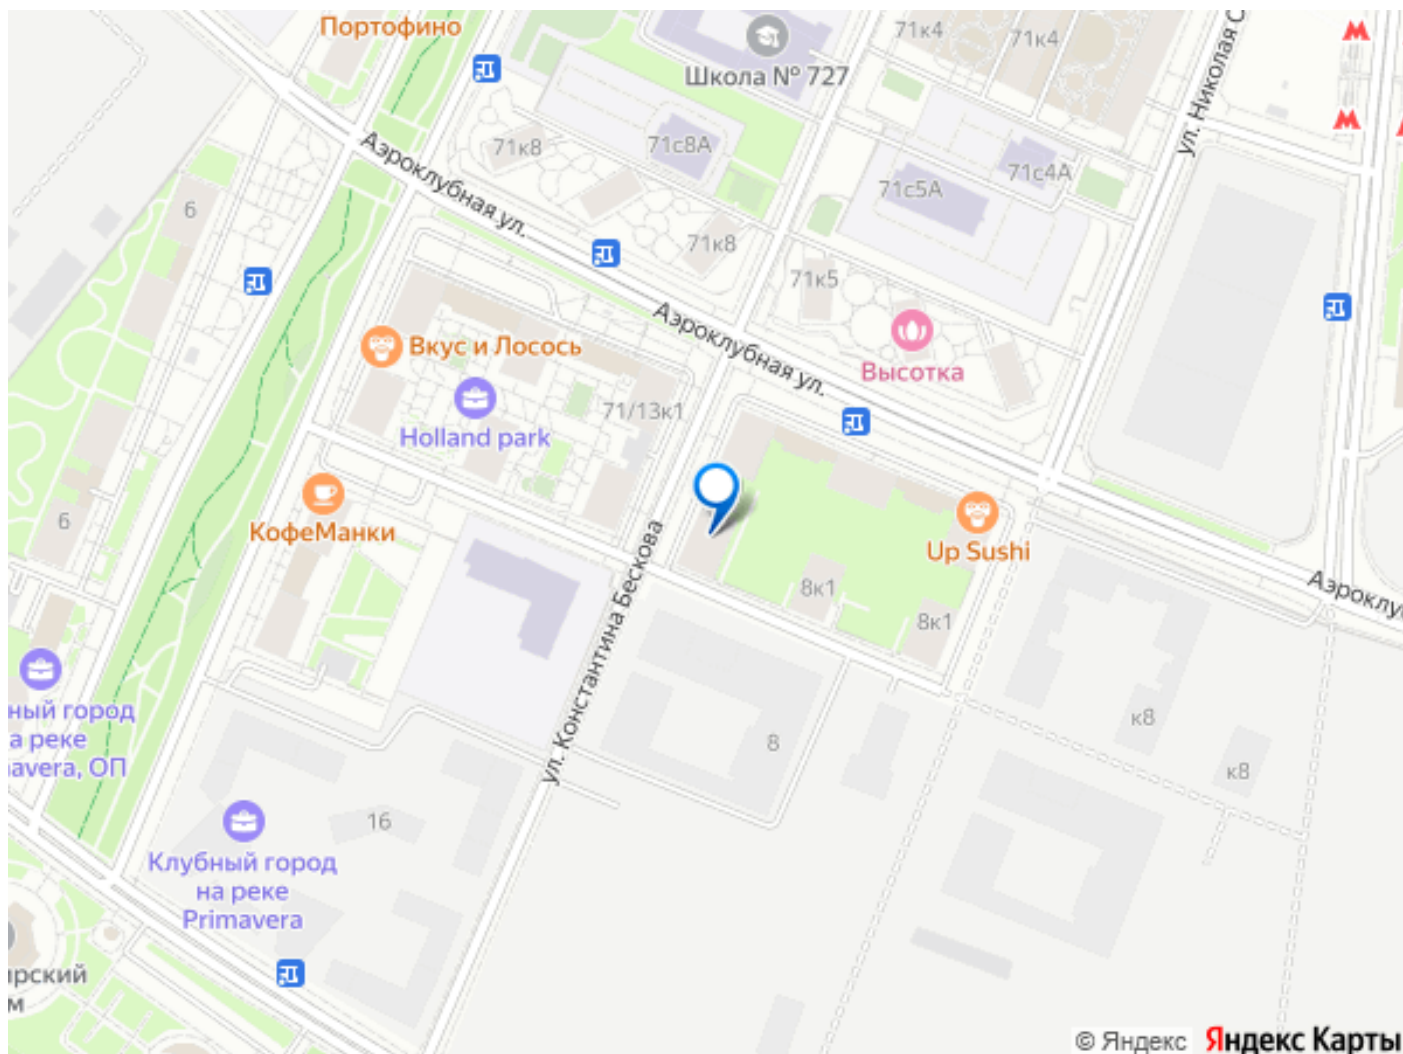 Портофино
71к4
71к4
Школа № 727
ул. Николая С
71к8
71с8А
71с4А
71с5А
Аэроклубная ул.
6
71к8
71к5
Вкус и Лосось
Аэроклубная ул.
Высотка
71/13к1
Holland park
6
КофеМанки
Up Sushi
8к1
8к1
Аэроклу
ул. Константина Бескова
ный город
а реке
avera, ОП
8
к8
к8
16
Клубный город
на реке
Primavera
ирский
м
© Яндекс
Яндекс Карты